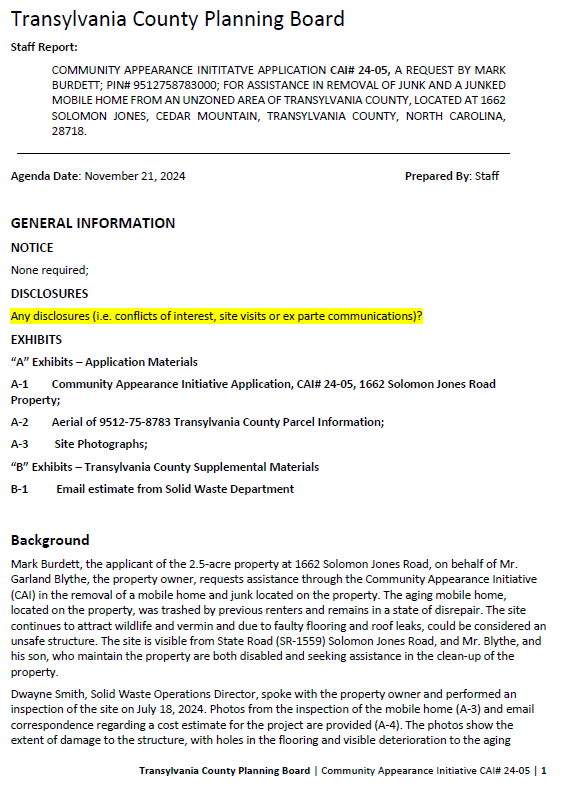 Transylvania County Planning Board
Staff Report:
COMMUNITY APPEARANCE INITITATVE APPLICATION CAI# 24-05, A REQUEST BY MARK
BURDETT; PIN# 9512758783000; FOR ASSISTANCE IN REMOVAL OF JUNK AND A JUNKED
MOBILE HOME FROM AN UNZONED AREA OF TRANSYLVANIA COUNTY, LOCATED AT 1662
SOLOMON JONES, CEDAR MOUNTAIN, TRANSYLVANIA COUNTY, NORTH CAROLINA,
28718.
Agenda Date: November 21, 2024 Prepared By: Staff
GENERAL INFORMATION
NOTICE
None required;
DISCLOSURES
Any disclosures (i.e. conflicts of interest, site visits or ex parte communications)?
EXHIBITS
“A” Exhibits – Application Materials
A-1 Community Appearance Initiative Application, CAI# 24-05, 1662 Solomon Jones Road
Property;
A-2 Aerial of 9512-75-8783 Transylvania County Parcel Information;
A-3 Site Photographs;
“B” Exhibits – Transylvania County Supplemental Materials
B-1 Email estimate from Solid Waste Department
Background
Mark Burdett, the applicant of the 2.5-acre property at 1662 Solomon Jones Road, on behalf of Mr.
Garland Blythe, the property owner, requests assistance through the Community Appearance Initiative
(CAI) in the removal of a mobile home and junk located on the property. The aging mobile home,
located on the property, was trashed by previous renters and remains in a state of disrepair. The site
continues to attract wildlife and vermin and due to faulty flooring and roof leaks, could be considered an
unsafe structure. The site is visible from State Road (SR-1559) Solomon Jones Road, and Mr. Blythe, and
his son, who maintain the property are both disabled and seeking assistance in the clean-up of the
property.
Dwayne Smith, Solid Waste Operations Director, spoke with the property owner and performed an
inspection of the site on July 18, 2024. Photos from the inspection of the mobile home (A-3) and email
correspondence regarding a cost estimate for the project are provided (A-4). The photos show the
extent of damage to the structure, with holes in the flooring and visible deterioration to the aging
Transylvania County Planning Board | Community Appearance Initiative CAI# 24-05 | 1